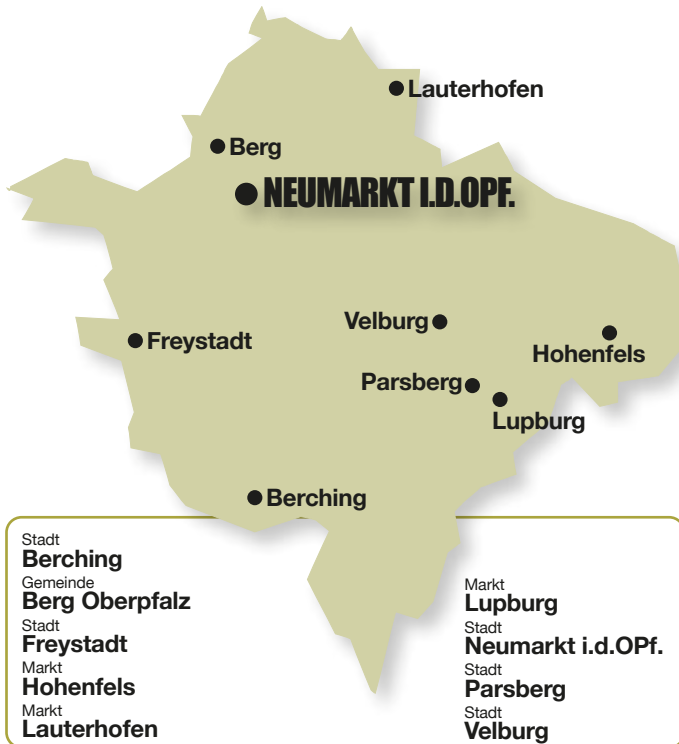 Lauterhofen
Berg
NEUMARKT I.D.OPF.
Velburg
Freystadt
Hohenfels
Parsberg
Lupburg
Berching
Stadt
Berching
Gemeinde
Berg Oberpfalz
Stadt
Freystadt
Markt
Hohenfels
Markt
Lauterhofen
Markt
Lupburg
Stadt
Neumarkt i.d.OPf.
Stadt
Parsberg
Stadt
Velburg